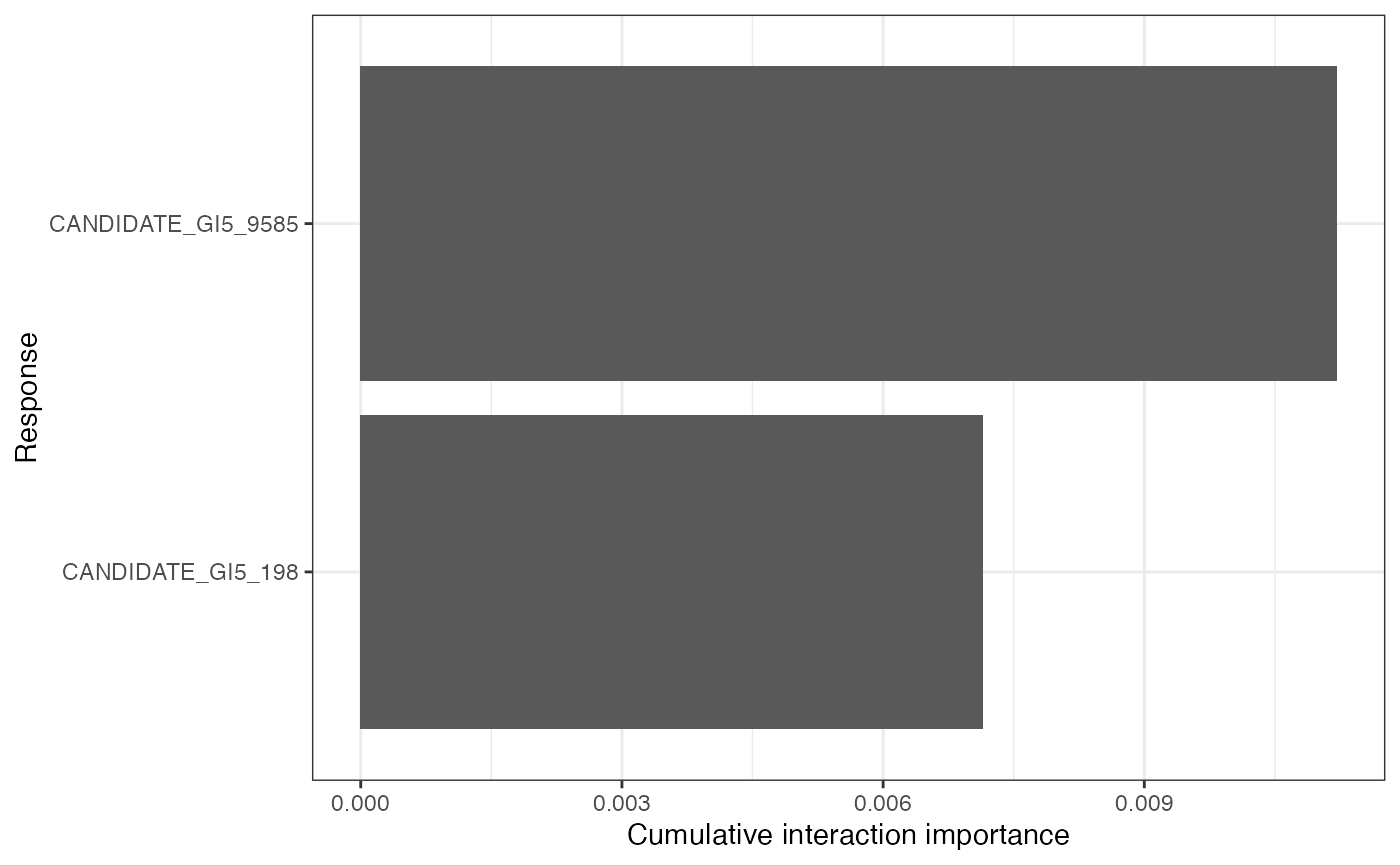 Response
CANDIDATE_GI5_9585
CANDIDATE_GI5_198
0.000 0.003 0.006 0.009
Cumulative interaction importance